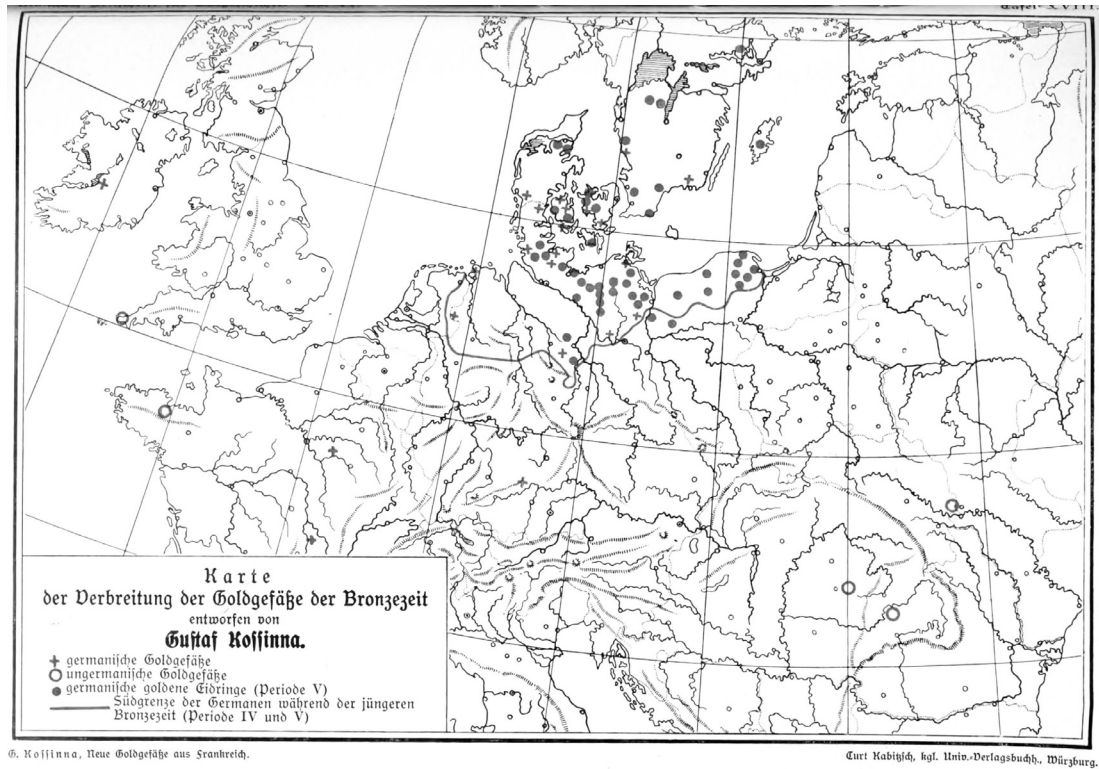 Tafel XVIII.
Karte
der Verbreitung der Goldgefäße der Bronzezeit
entworfen von
Gustaf Kossinna.
germanische Goldgefäße
ungermanische Goldgefäße
germanische goldene Eidringe (Periode V)
Südgrenze der Germanen während der jüngeren
Bronzezeit (Periode IV und V)
G. Kossinna, Neue Goldgefäße aus Frankreich.
Curt Kabitzsch, kgl. Univ.-Verlagsbuchh., Würzburg.